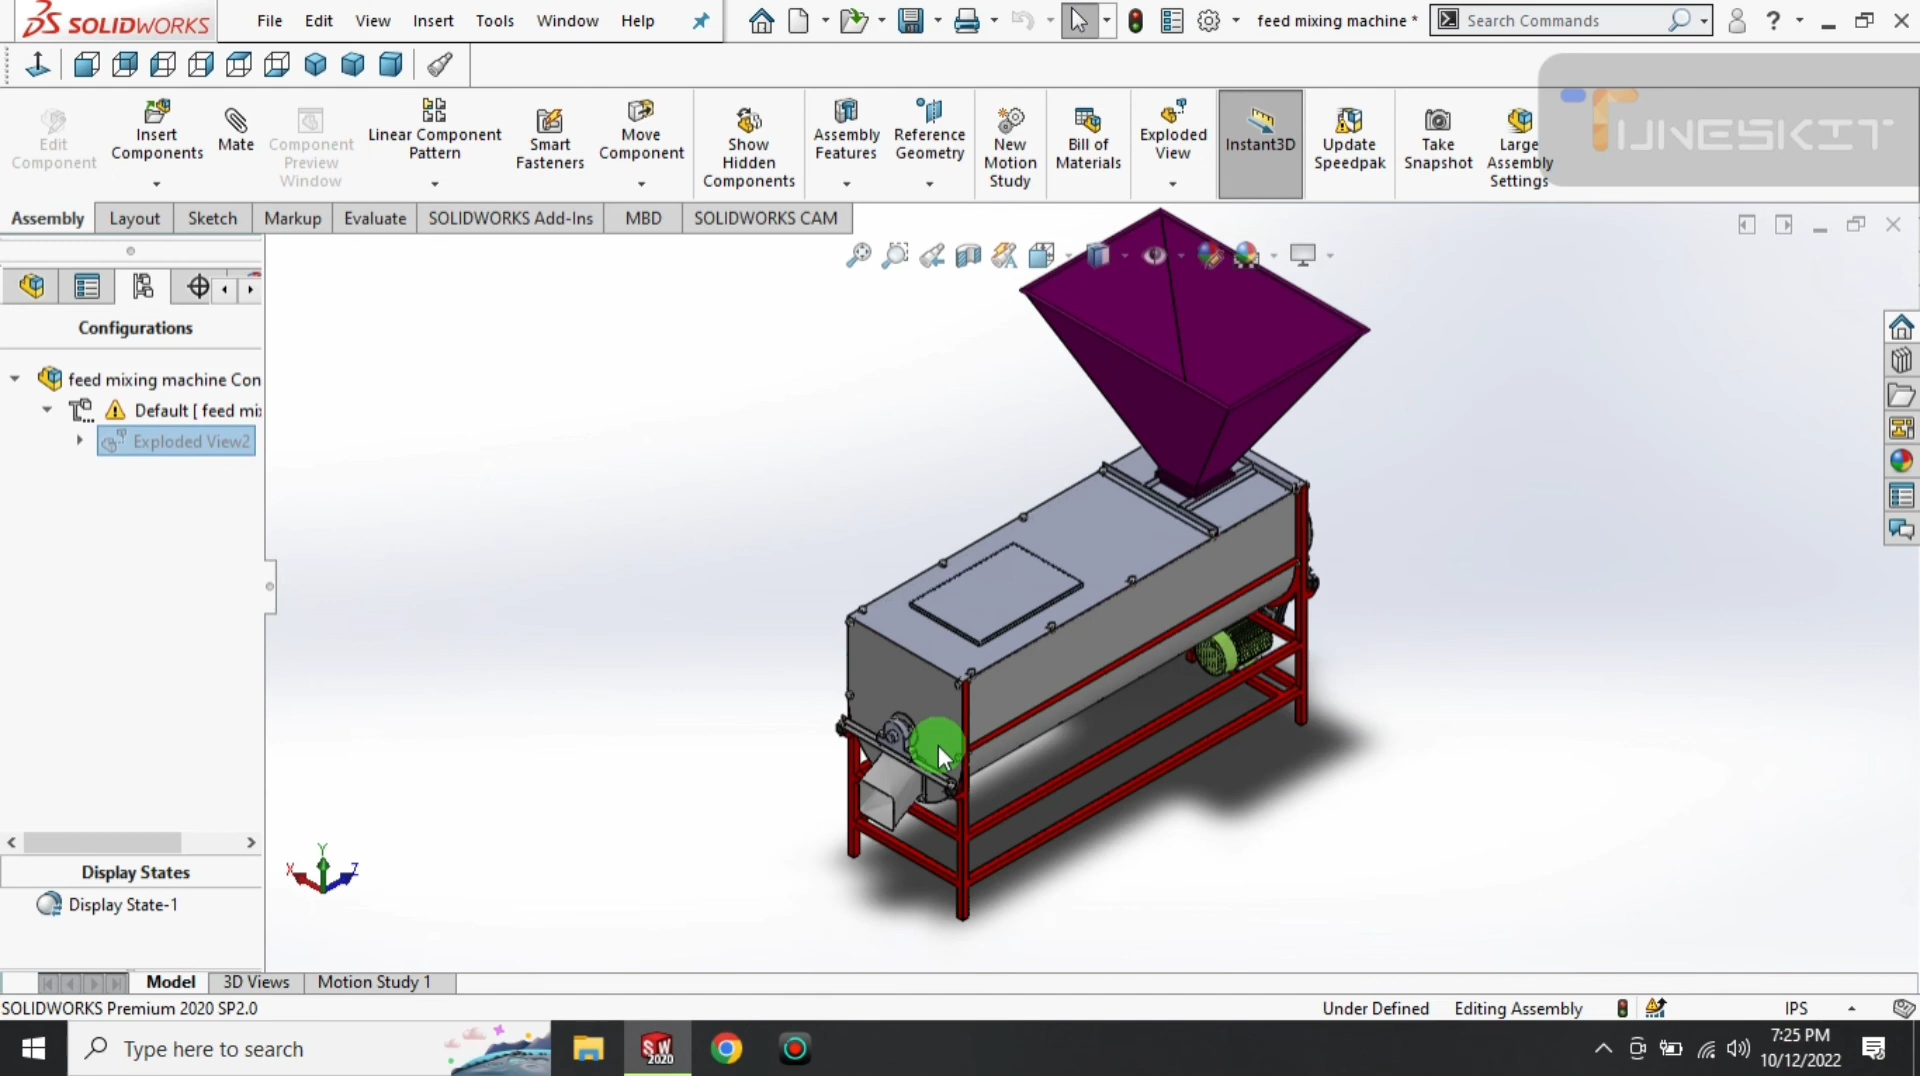 SOLIDWORKS File Edit View Insert Tools Window Help feed mixing machine * Search Commands ?
TUNESKIT
Edit Component
Insert Components
Mate
Component Preview Window
Linear Component Pattern
Smart Fasteners
Move Component
Show Hidden Components
Assembly Features
Reference Geometry
New Motion Study
Bill of Materials
Exploded View
Instant3D
Update Speedpak
Take Snapshot
Large Assembly Settings
Assembly Layout Sketch Markup Evaluate SOLIDWORKS Add-Ins MBD SOLIDWORKS CAM
Configurations
feed mixing machine Con
Default [ feed mi
Exploded View2
Display States
Display State-1
Y
X Z
Model 3D Views Motion Study 1
SOLIDWORKS Premium 2020 SP2.0 Under Defined Editing Assembly IPS
Type here to search
SW 2020
7:25 PM
10/12/2022